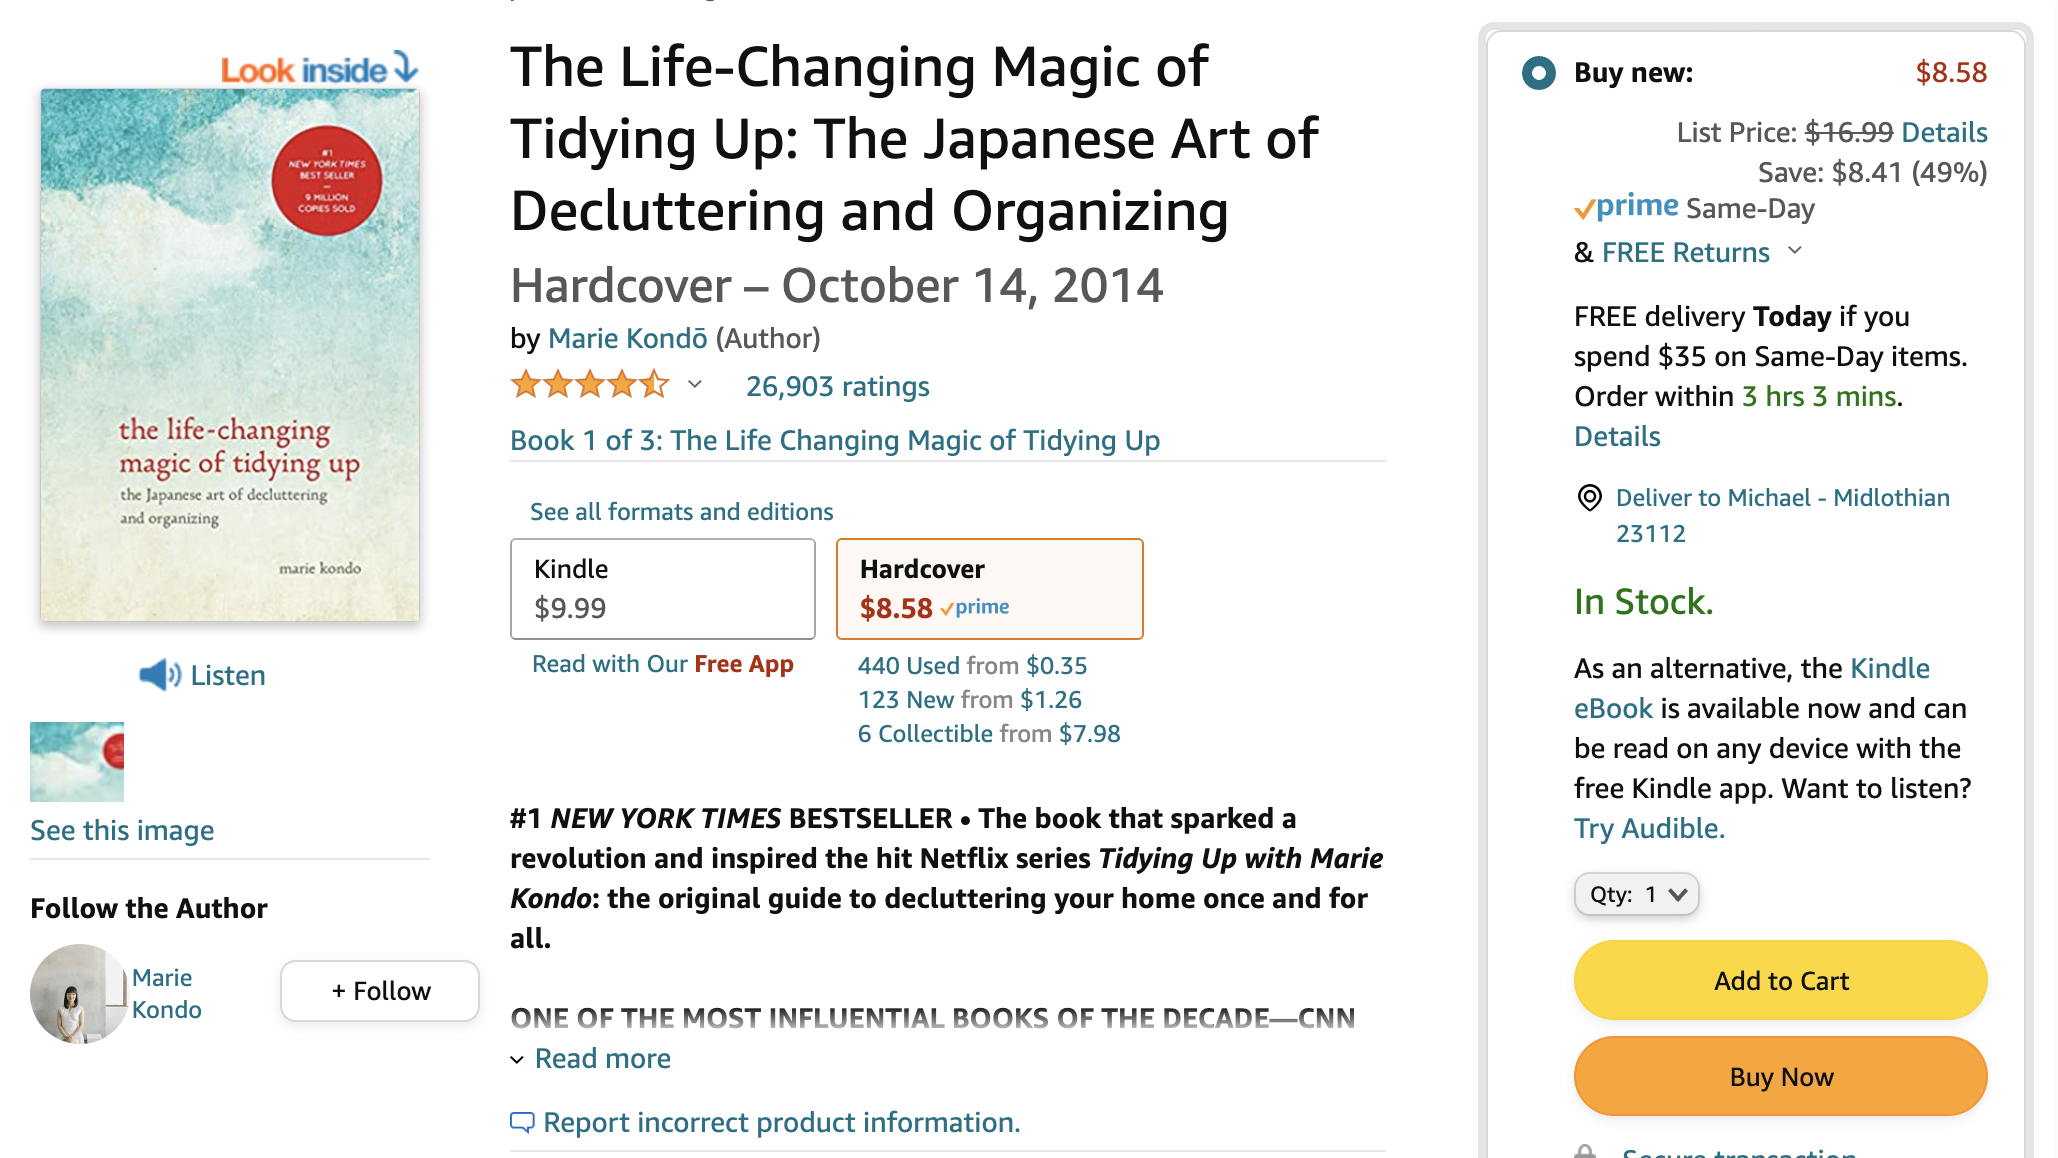 Look inside
#1
NEW YORK TIMES
BEST SELLER
9 MILLION
COPIES SOLD
the life-changing
magic of tidying up
the Japanese art of decluttering
and organizing
marie kondo
Listen
See this image
Follow the Author
Marie
Kondo
+ Follow
The Life-Changing Magic of
Tidying Up: The Japanese Art of
Decluttering and Organizing
Hardcover – October 14, 2014
by Marie Kondō (Author)
26,903 ratings
Book 1 of 3: The Life Changing Magic of Tidying Up
See all formats and editions
Kindle
$9.99
Read with Our Free App
Hardcover
$8.58 prime
440 Used from $0.35
123 New from $1.26
6 Collectible from $7.98
#1 NEW YORK TIMES BESTSELLER • The book that sparked a
revolution and inspired the hit Netflix series Tidying Up with Marie
Kondo: the original guide to decluttering your home once and for
all.
ONE OF THE MOST INFLUENTIAL BOOKS OF THE DECADE—CNN
Read more
Report incorrect product information.
Buy new: $8.58
List Price: $16.99 Details
Save: $8.41 (49%)
prime Same-Day
& FREE Returns
FREE delivery Today if you
spend $35 on Same-Day items.
Order within 3 hrs 3 mins.
Details
Deliver to Michael - Midlothian
23112
In Stock.
As an alternative, the Kindle
eBook is available now and can
be read on any device with the
free Kindle app. Want to listen?
Try Audible.
Qty: 1
Add to Cart
Buy Now
Secure transaction